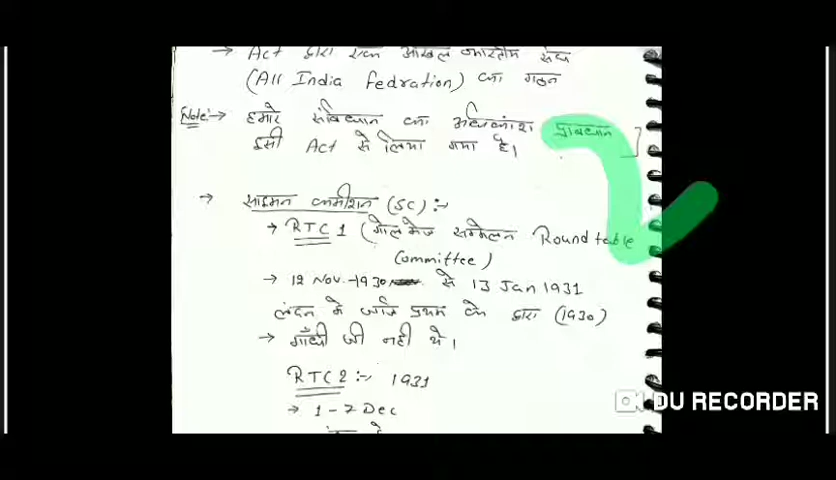 → Act द्वारा एक अखिल भारतीय संघ
(All India Fedration) का गठन
Note:→ हमारे संविधान का अधिकांश प्रावधान
इसी Act से लिया गया है।
→ साइमन कमीशन (SC) :-
→ RTC 1 (गोलमेज सम्मेलन Round table
Committee)
→ 12 Nov.-1930 से 13 Jan 1931
लंदन में जॉर्ज प्रथम के द्वारा (1930)
→ गाँधी जी नही थे।
RTC 2 :- 1931
→ 1-7 Dec
DU RECORDER